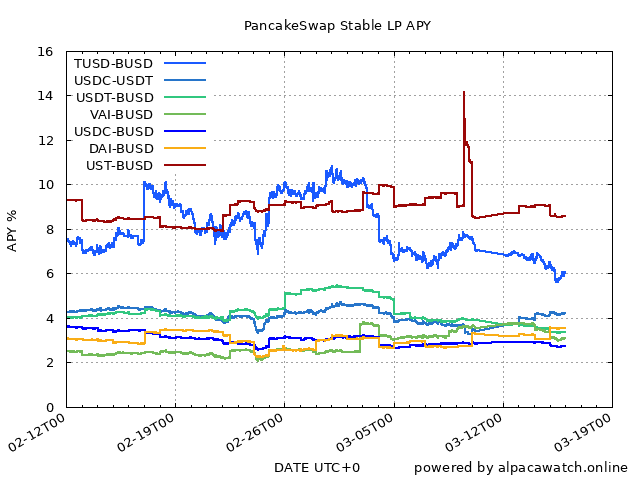 PancakeSwap Stable LP APY
16
14
12
10
8
6
4
2
0
APY %
TUSD-BUSD
USDC-USDT
USDT-BUSD
VAI-BUSD
USDC-BUSD
DAI-BUSD
UST-BUSD
02-12T00
02-19T00
02-26T00
03-05T00
03-12T00
03-19T00
DATE UTC+0
powered by alpacawatch.online